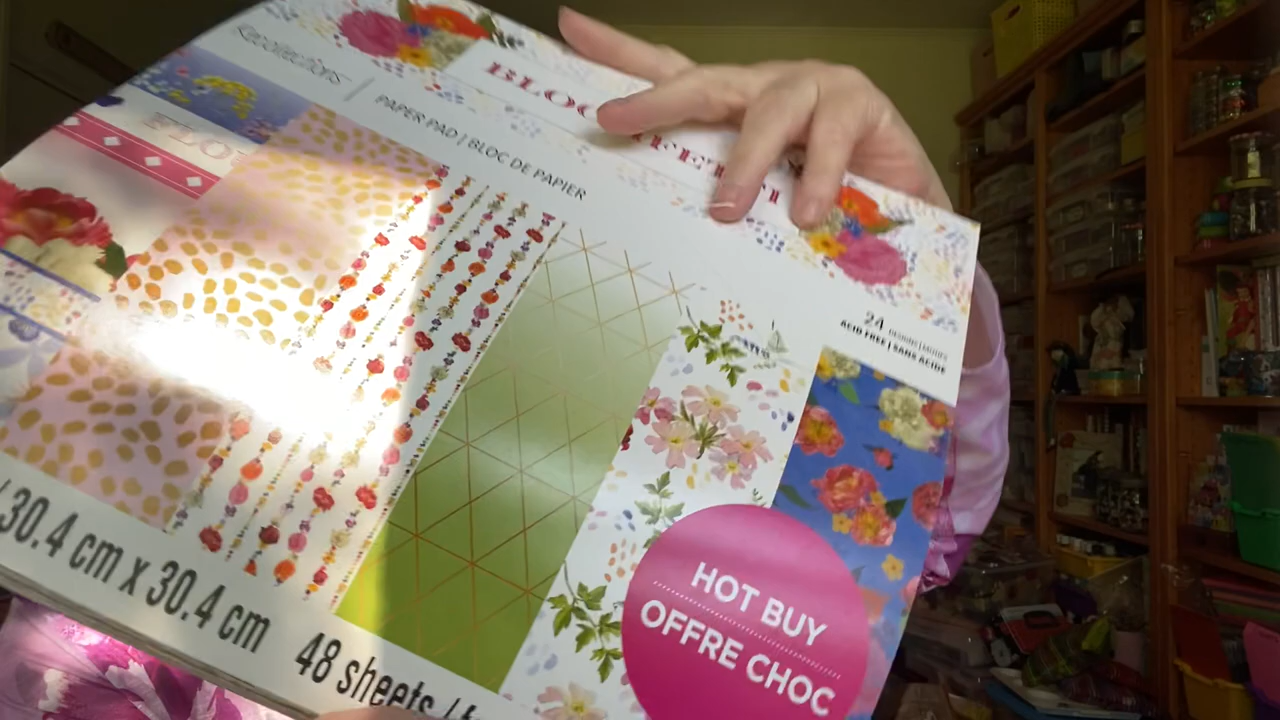 Recollections
PAPER PAD | BLOC DE PAPIER
24 DESIGNS | MOTIFS
ACID FREE | SANS ACIDE
HOT BUY
OFFRE CHOC
30.4 cm x 30.4 cm
48 sheets /